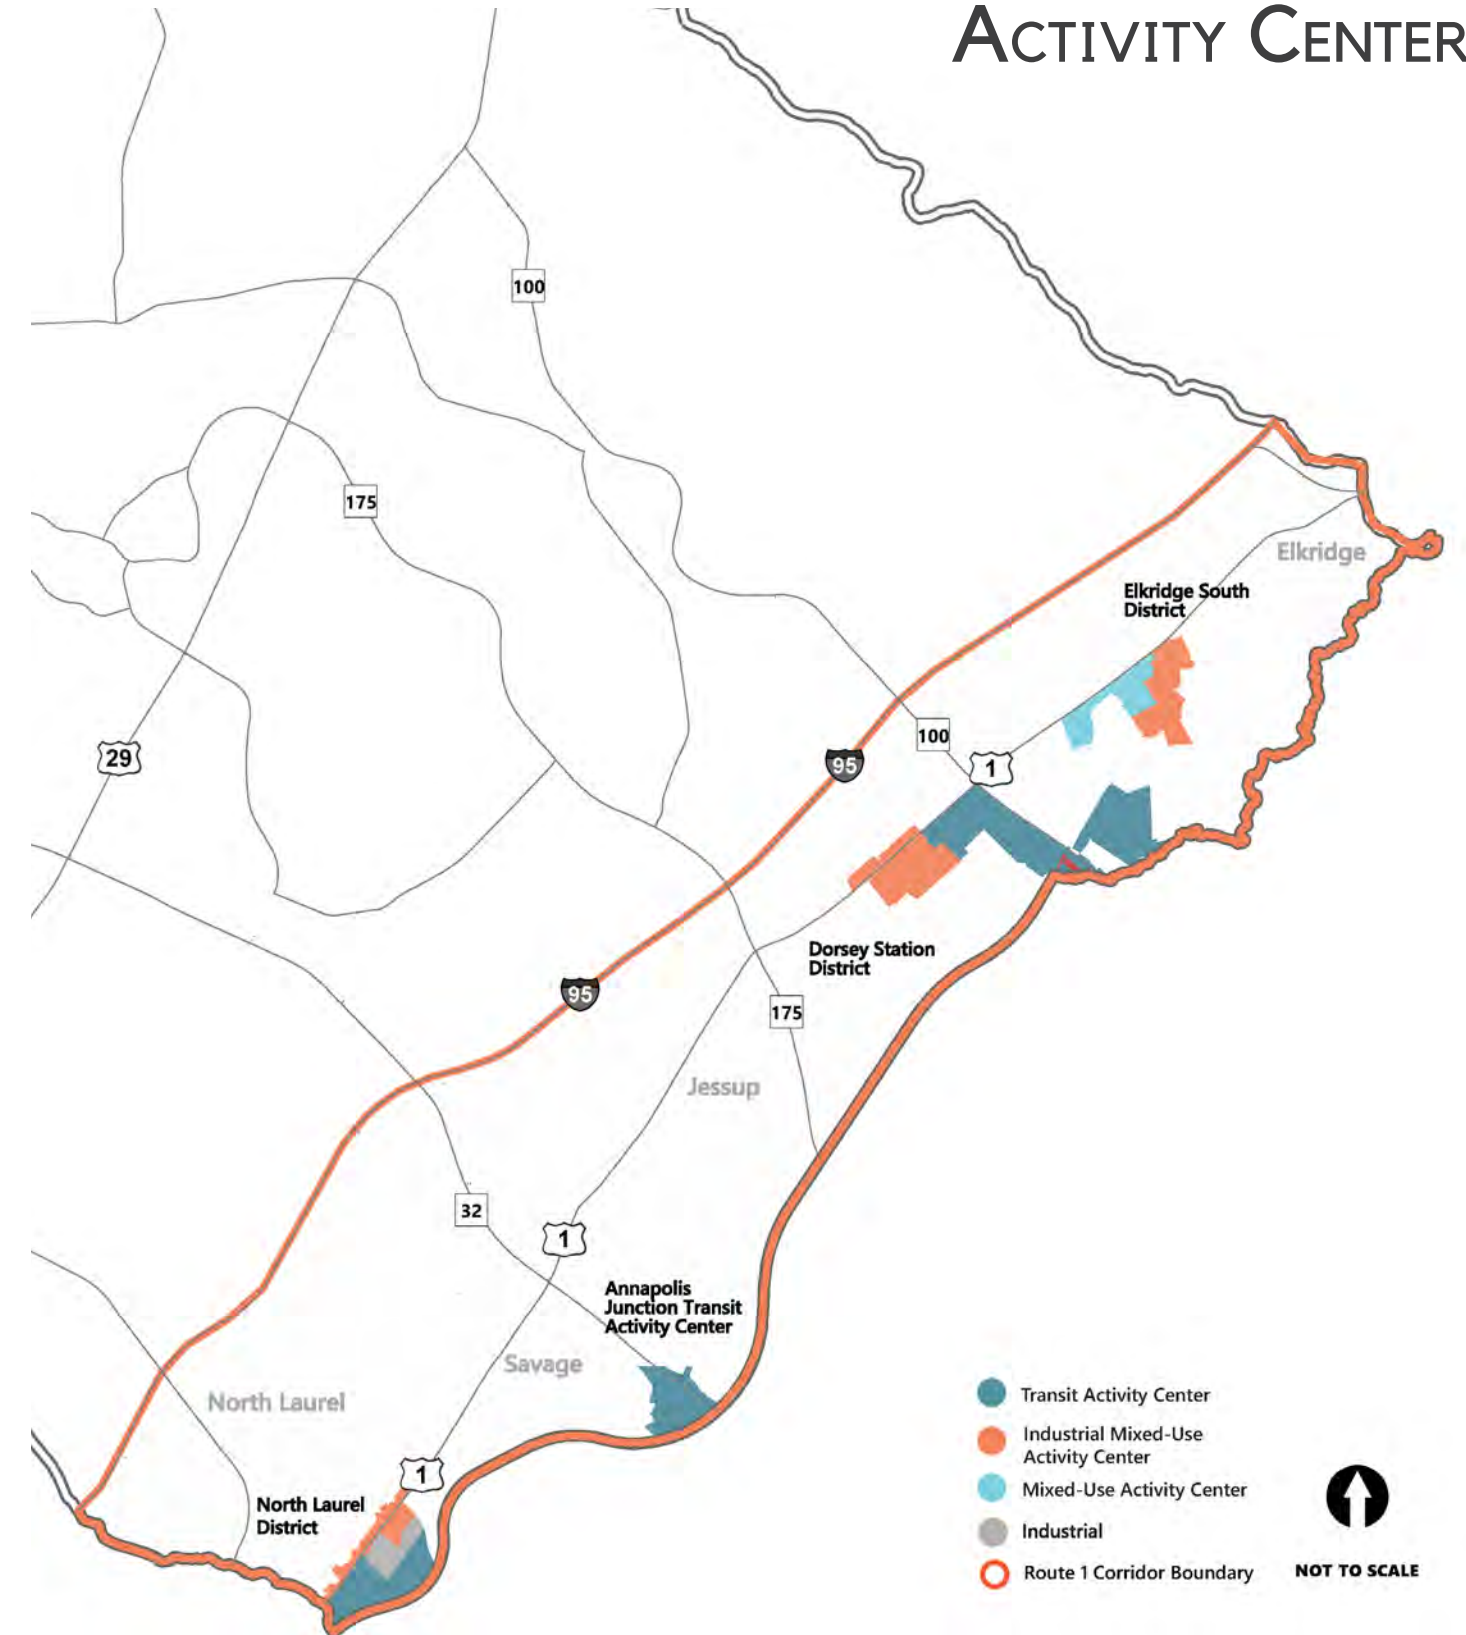 ACTIVITY CENTER
100
175
Elkridge
Elkridge South
District
29
100
1
95
Dorsey Station
District
95
175
Jessup
32
1
Annapolis
Junction Transit
Activity Center
Savage
North Laurel
1
North Laurel
District
Transit Activity Center
Industrial Mixed-Use
Activity Center
Mixed-Use Activity Center
Industrial
Route 1 Corridor Boundary
NOT TO SCALE